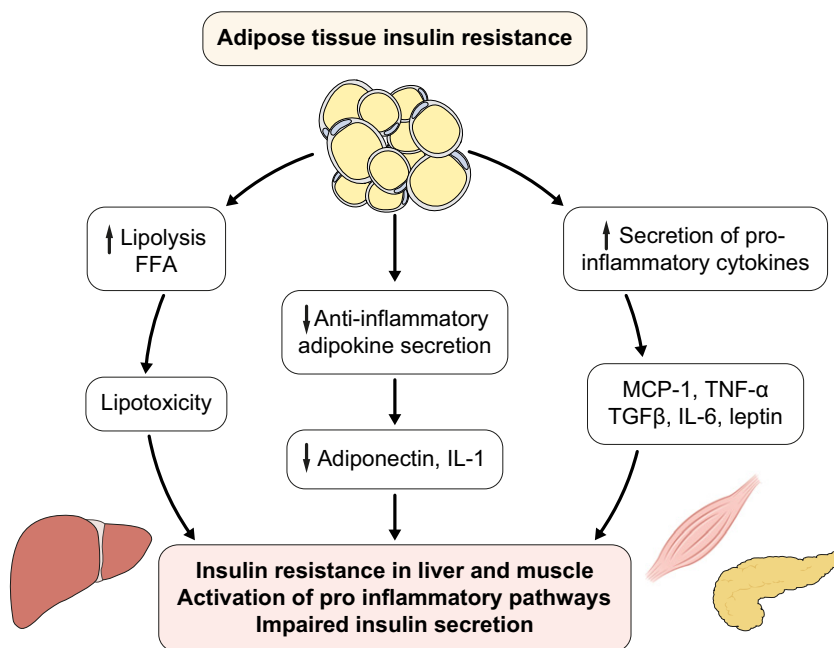 Adipose tissue insulin resistance
↑ Lipolysis
FFA
↑ Secretion of pro-
inflammatory cytokines
↓ Anti-inflammatory
adipokine secretion
Lipotoxicity
MCP-1, TNF-α
TGFβ, IL-6, leptin
↓ Adiponectin, IL-1
Insulin resistance in liver and muscle
Activation of pro inflammatory pathways
Impaired insulin secretion